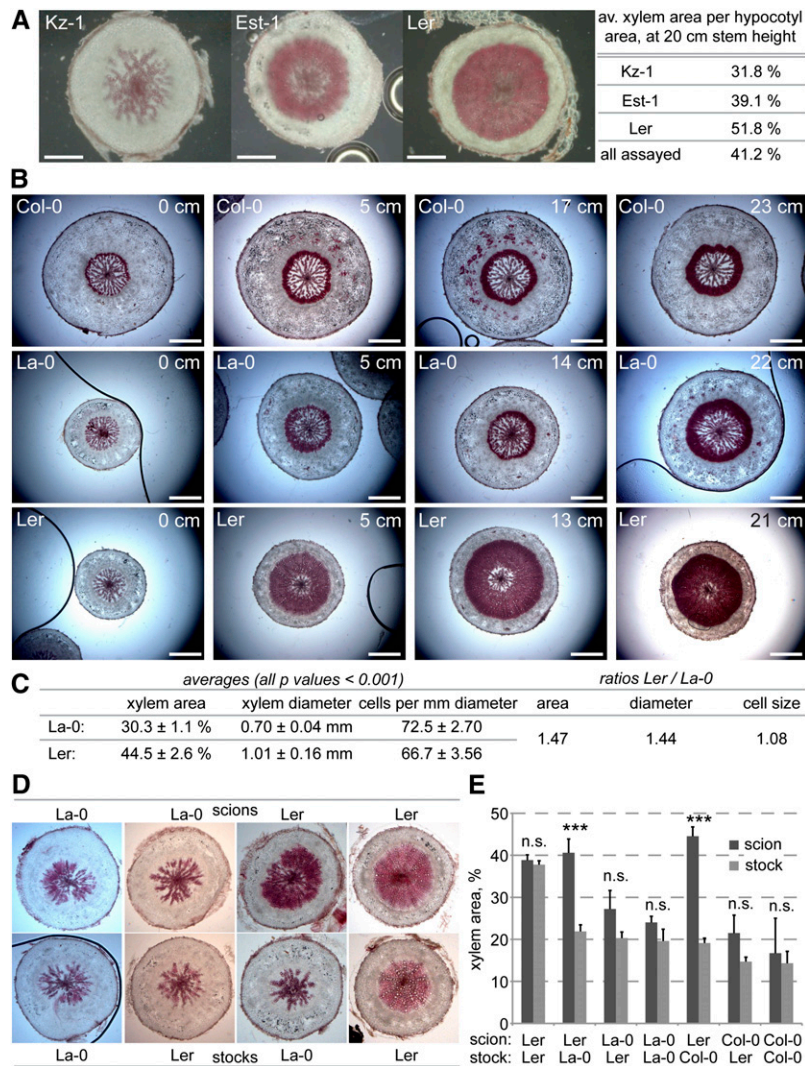 A
Kz-1
Est-1
Ler
av. xylem area per hypocotyl
area, at 20 cm stem height
Kz-1 31.8 %
Est-1 39.1 %
Ler 51.8 %
all assayed 41.2 %
B
Col-0 0 cm
Col-0 5 cm
Col-0 17 cm
Col-0 23 cm
La-0 0 cm
La-0 5 cm
La-0 14 cm
La-0 22 cm
Ler 0 cm
Ler 5 cm
Ler 13 cm
Ler 21 cm
C
averages (all p values < 0.001) ratios Ler / La-0
xylem area xylem diameter cells per mm diameter area diameter cell size
La-0: 30.3 ± 1.1 % 0.70 ± 0.04 mm 72.5 ± 2.70
1.47 1.44 1.08
Ler: 44.5 ± 2.6 % 1.01 ± 0.16 mm 66.7 ± 3.56
D
scions
La-0 La-0 Ler Ler
La-0 Ler La-0 Ler
stocks
E
xylem area, %
50
40
30
20
10
0
n.s. *** n.s. n.s. *** n.s. n.s.
scion
stock
scion: Ler Ler La-0 La-0 Ler Col-0 Col-0
stock: Ler La-0 Ler La-0 Col-0 Ler Col-0